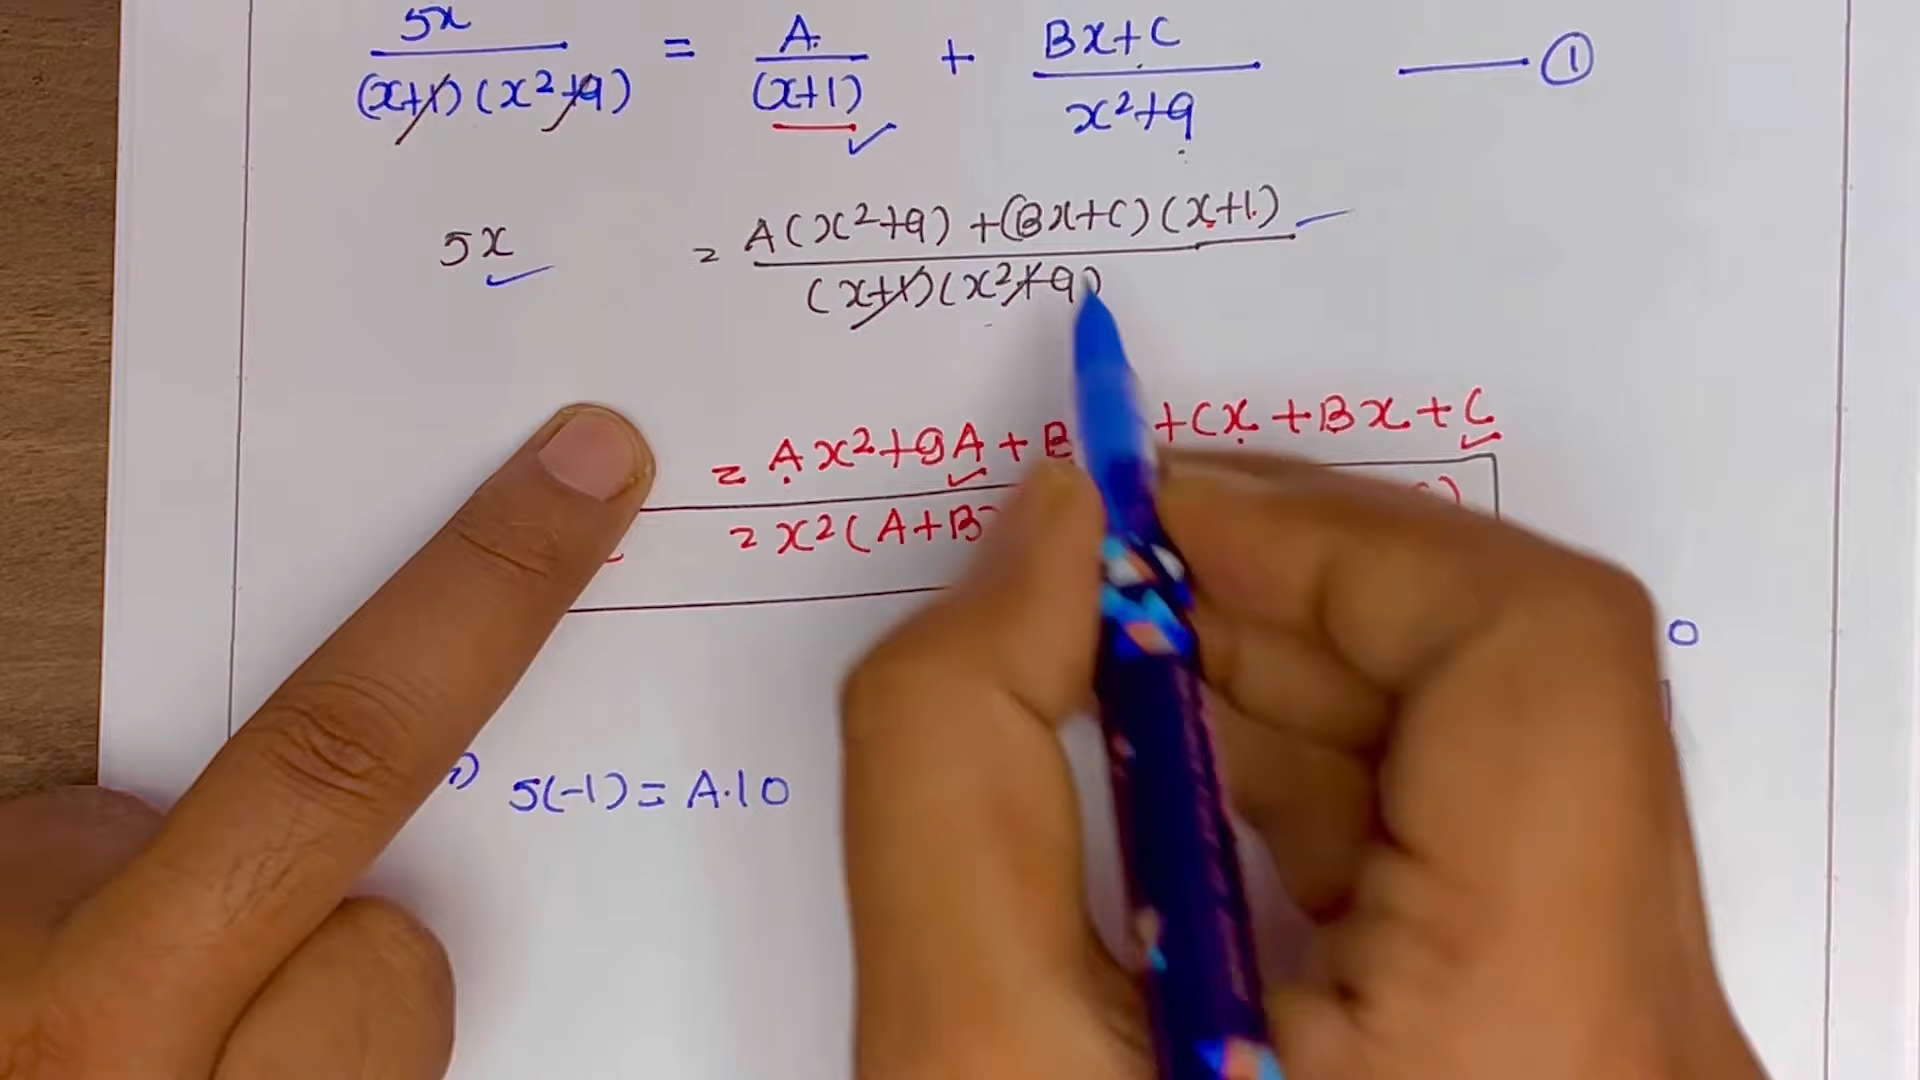 5x / (x+1)(x²+9) = A / (x+1) + Bx+C / x²+9 —— ①
5x = A(x²+9) + (Bx+C)(x+1) / (x+1)(x²+9)
= Ax²+9A + B +Cx + Bx + C
= x²(A+B )
0
5(-1) = A.10